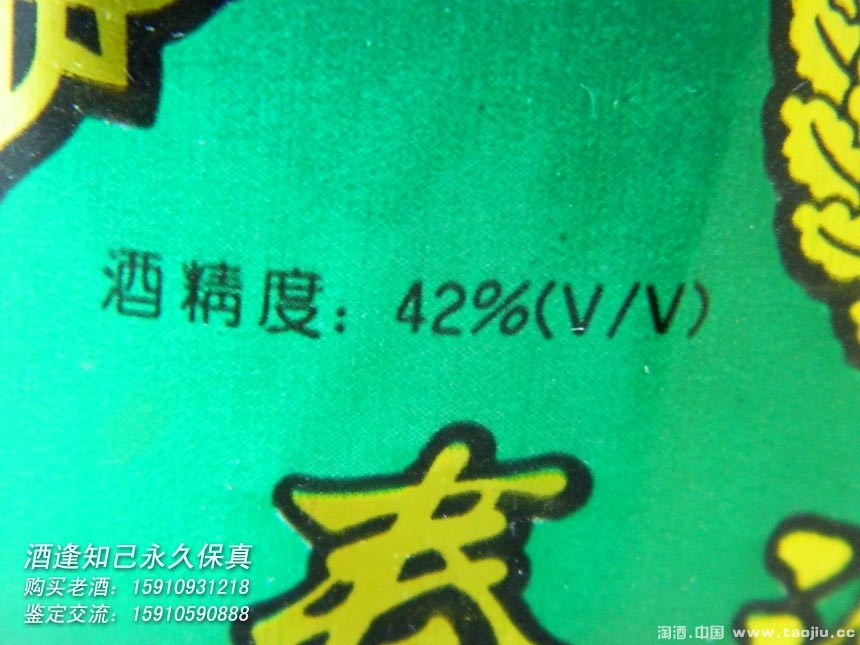 酒精度：42%(V/V)
春
酒逢知己永久保真
购买老酒：15910931218
鉴定交流：15910590888
淘酒.中国 www.taojiu.cc